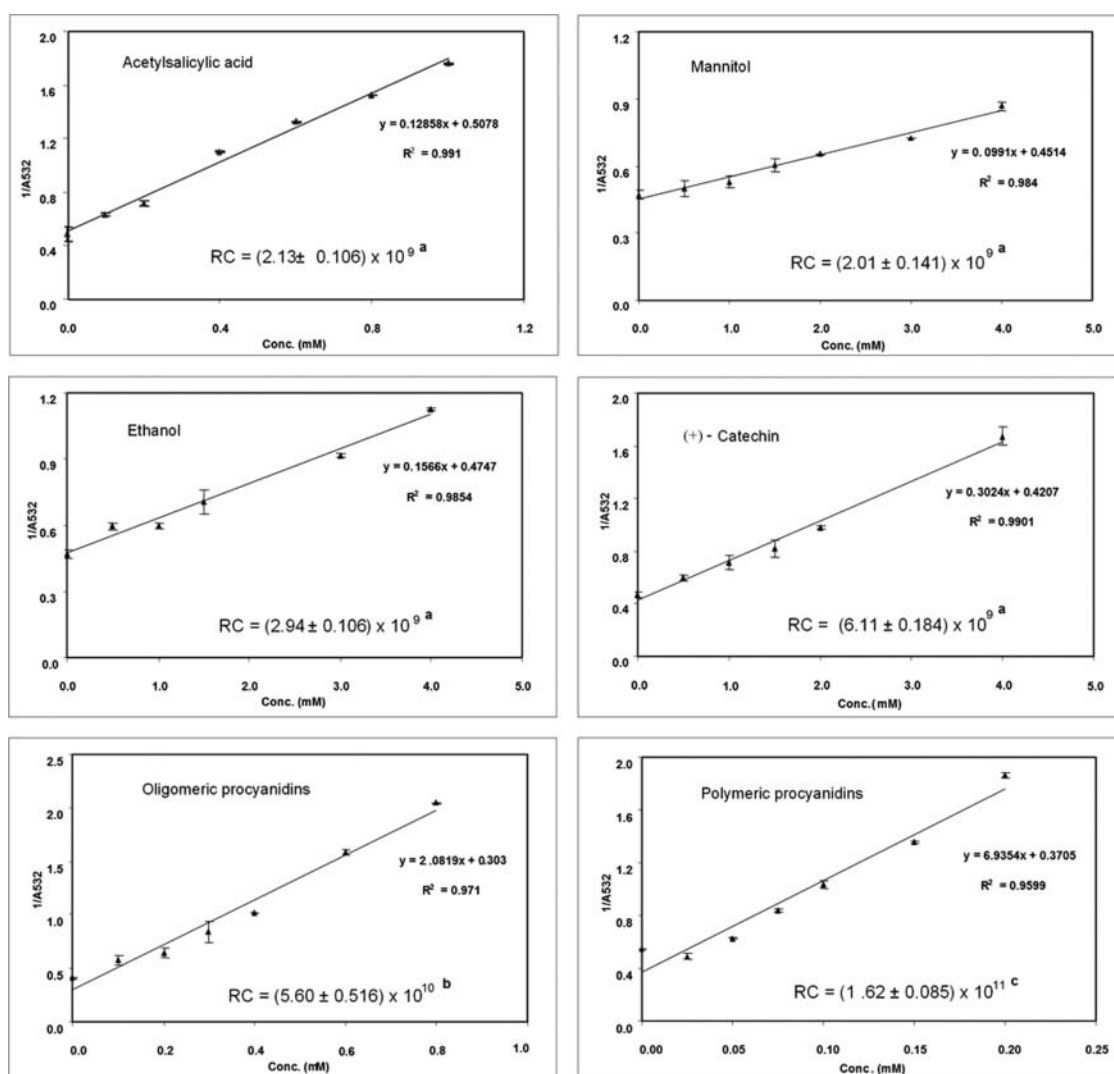 Acetylsalicylic acid
y = 0.12858x + 0.5078
R² = 0.991
RC = (2.13± 0.106) x 10⁹ ᵃ
1/A532
2.0
1.6
1.2
0.8
0.4
0.0
0.0 0.4 0.8 1.2
Conc. (mM)
Mannitol
y = 0.0991x + 0.4514
R² = 0.984
RC = (2.01 ± 0.141) x 10⁹ ᵃ
1/A532
1.2
0.9
0.6
0.3
0.0
0.0 1.0 2.0 3.0 4.0 5.0
Conc. (mM)
Ethanol
y = 0.1566x + 0.4747
R² = 0.9854
RC = (2.94 ± 0.106) x 10⁹ ᵃ
1/A532
1.2
0.9
0.6
0.3
0.0
0.0 1.0 2.0 3.0 4.0 5.0
Conc. (mM)
(+) - Catechin
y = 0.3024x + 0.4207
R² = 0.9901
RC = (6.11 ± 0.184) x 10⁹ ᵃ
1/A532
2.0
1.6
1.2
0.8
0.4
0.0
0.0 1.0 2.0 3.0 4.0 5.0
Conc.(mM)
Oligomeric procyanidins
y = 2.0819x + 0.303
R² = 0.971
RC = (5.60 ± 0.516) x 10¹⁰ ᵇ
1/A532
2.5
2.0
1.5
1.0
0.5
0.0
0.0 0.2 0.4 0.6 0.8 1.0
Conc. (mM)
Polymeric procyanidins
y = 6.9354x + 0.3705
R² = 0.9599
RC = (1 .62 ± 0.085) x 10¹¹ ᶜ
1/A532
2.0
1.6
1.2
0.8
0.4
0.0
0.00 0.05 0.10 0.15 0.20 0.25
Conc . (mM)